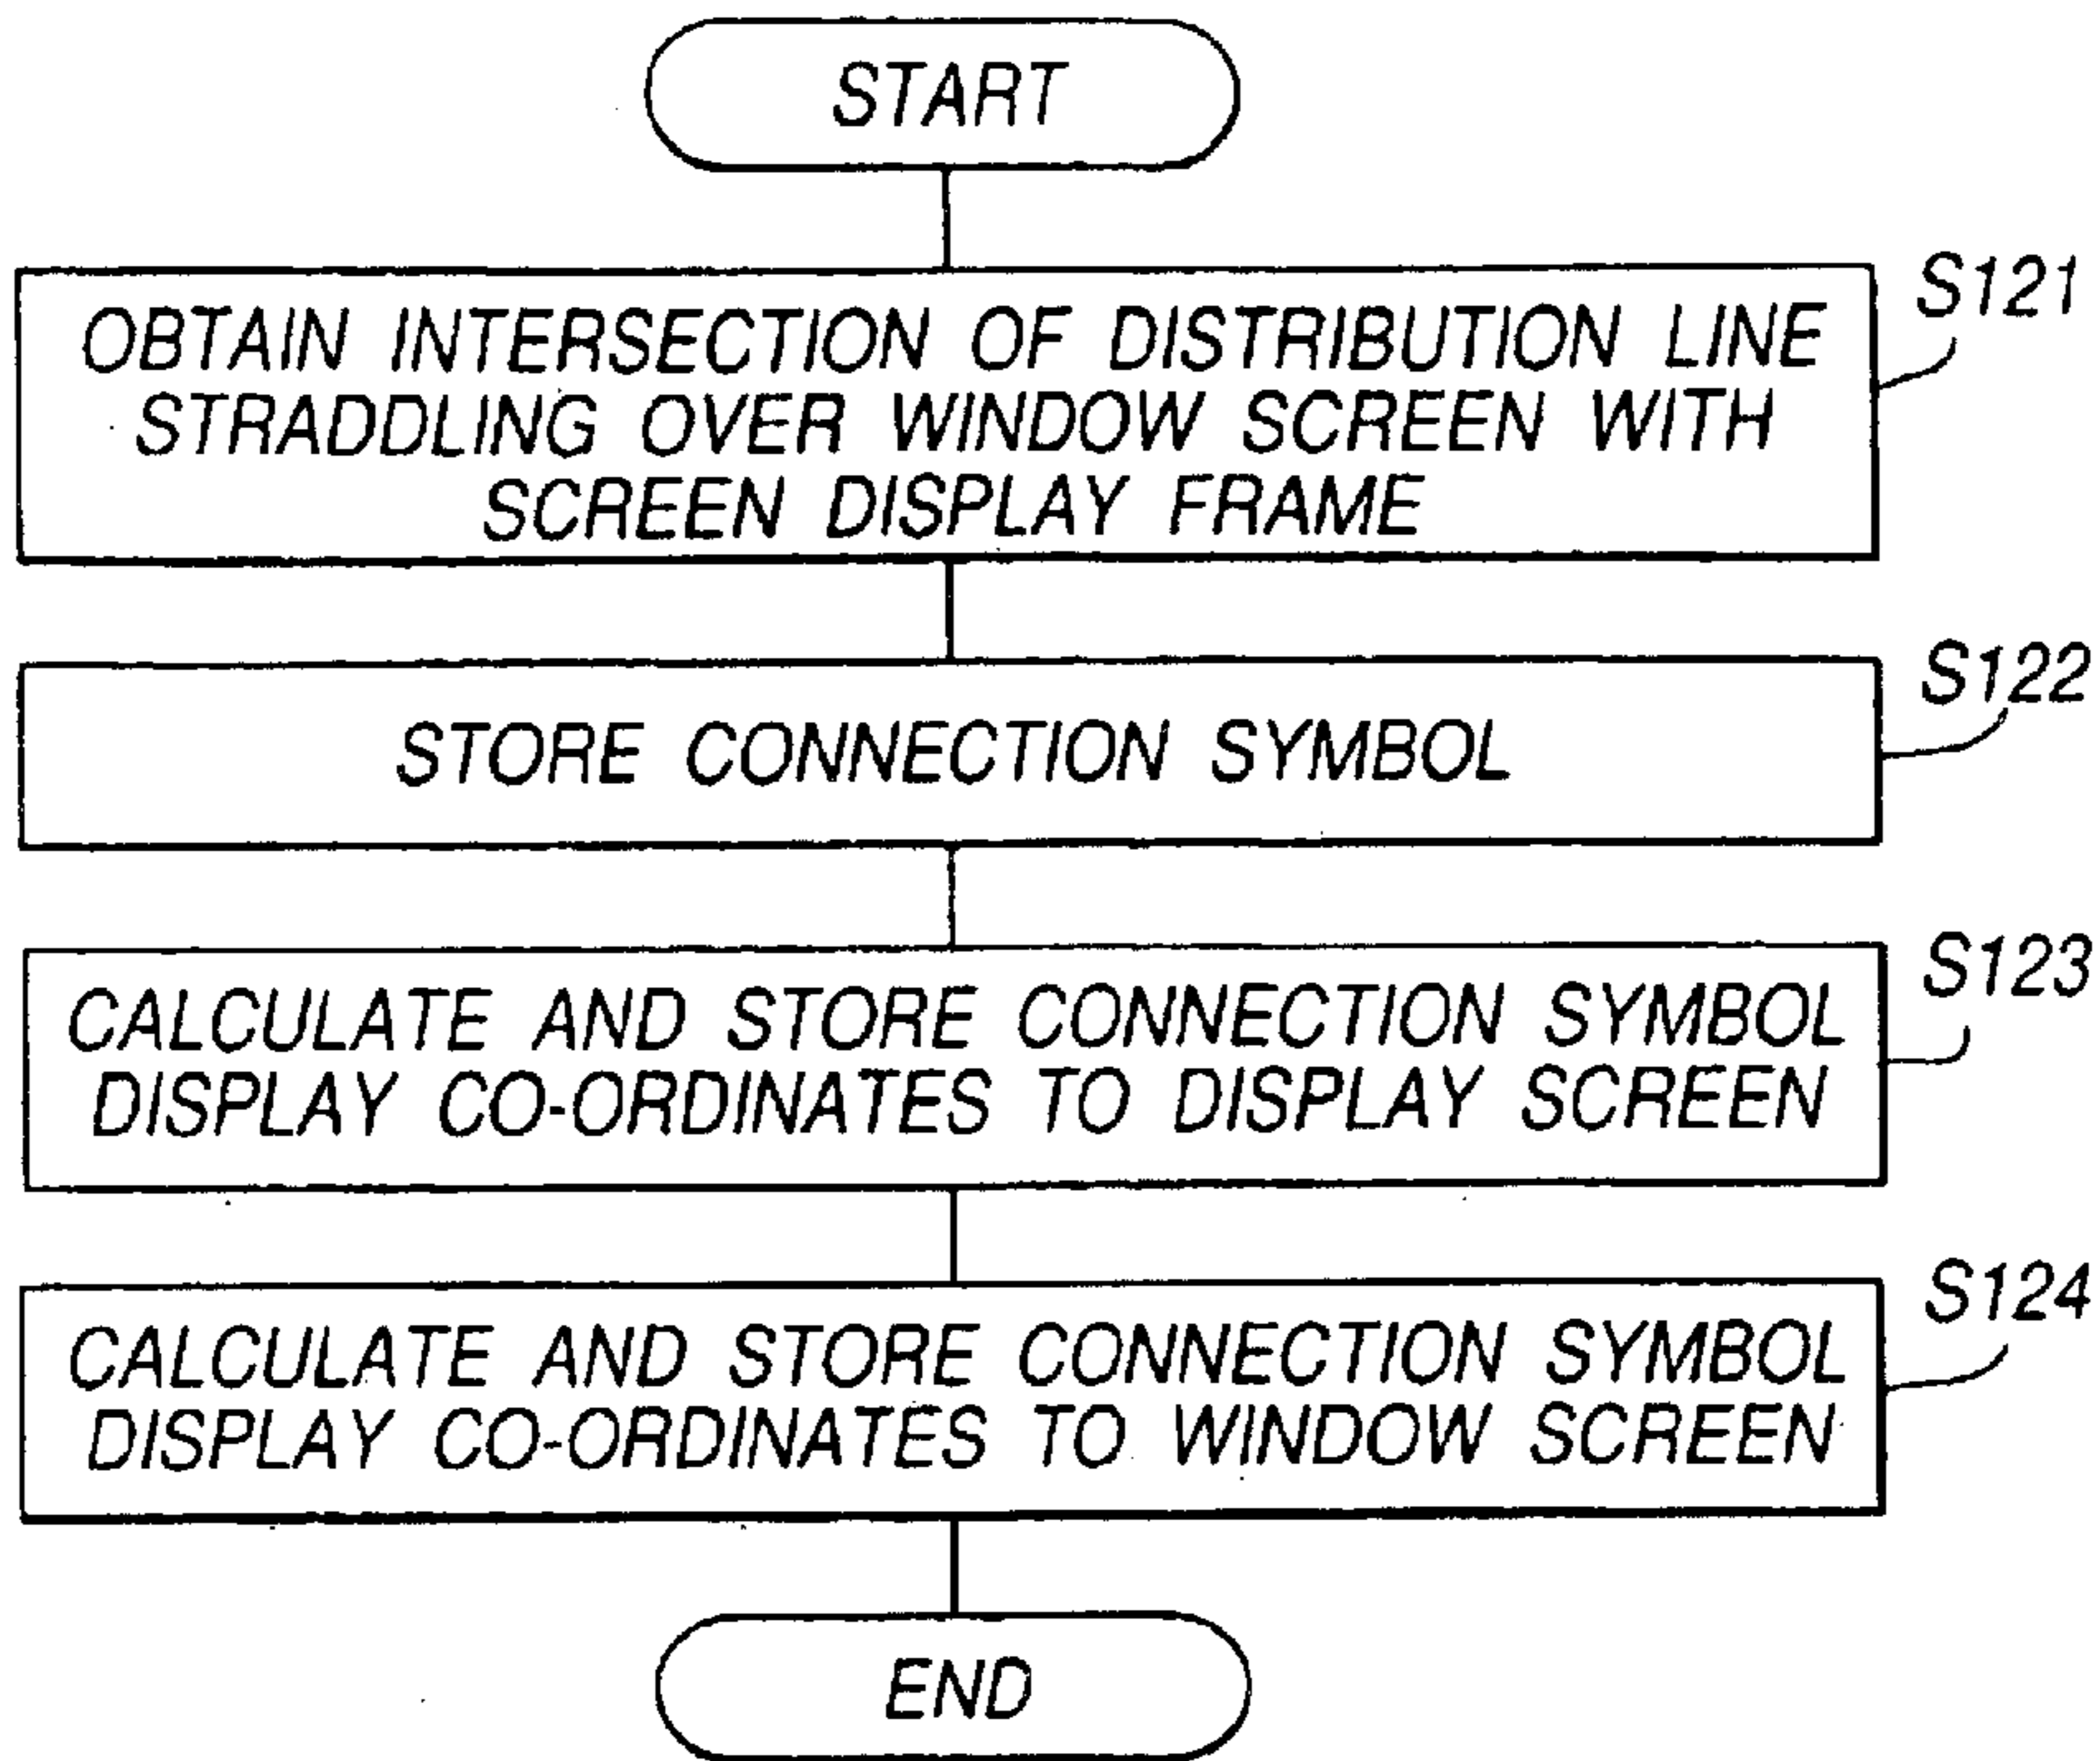 START
OBTAIN INTERSECTION OF DISTRIBUTION LINE
STRADDLING OVER WINDOW SCREEN WITH
SCREEN DISPLAY FRAME
S121
STORE CONNECTION SYMBOL
S122
CALCULATE AND STORE CONNECTION SYMBOL
DISPLAY CO-ORDINATES TO DISPLAY SCREEN
S123
CALCULATE AND STORE CONNECTION SYMBOL
DISPLAY CO-ORDINATES TO WINDOW SCREEN
S124
END